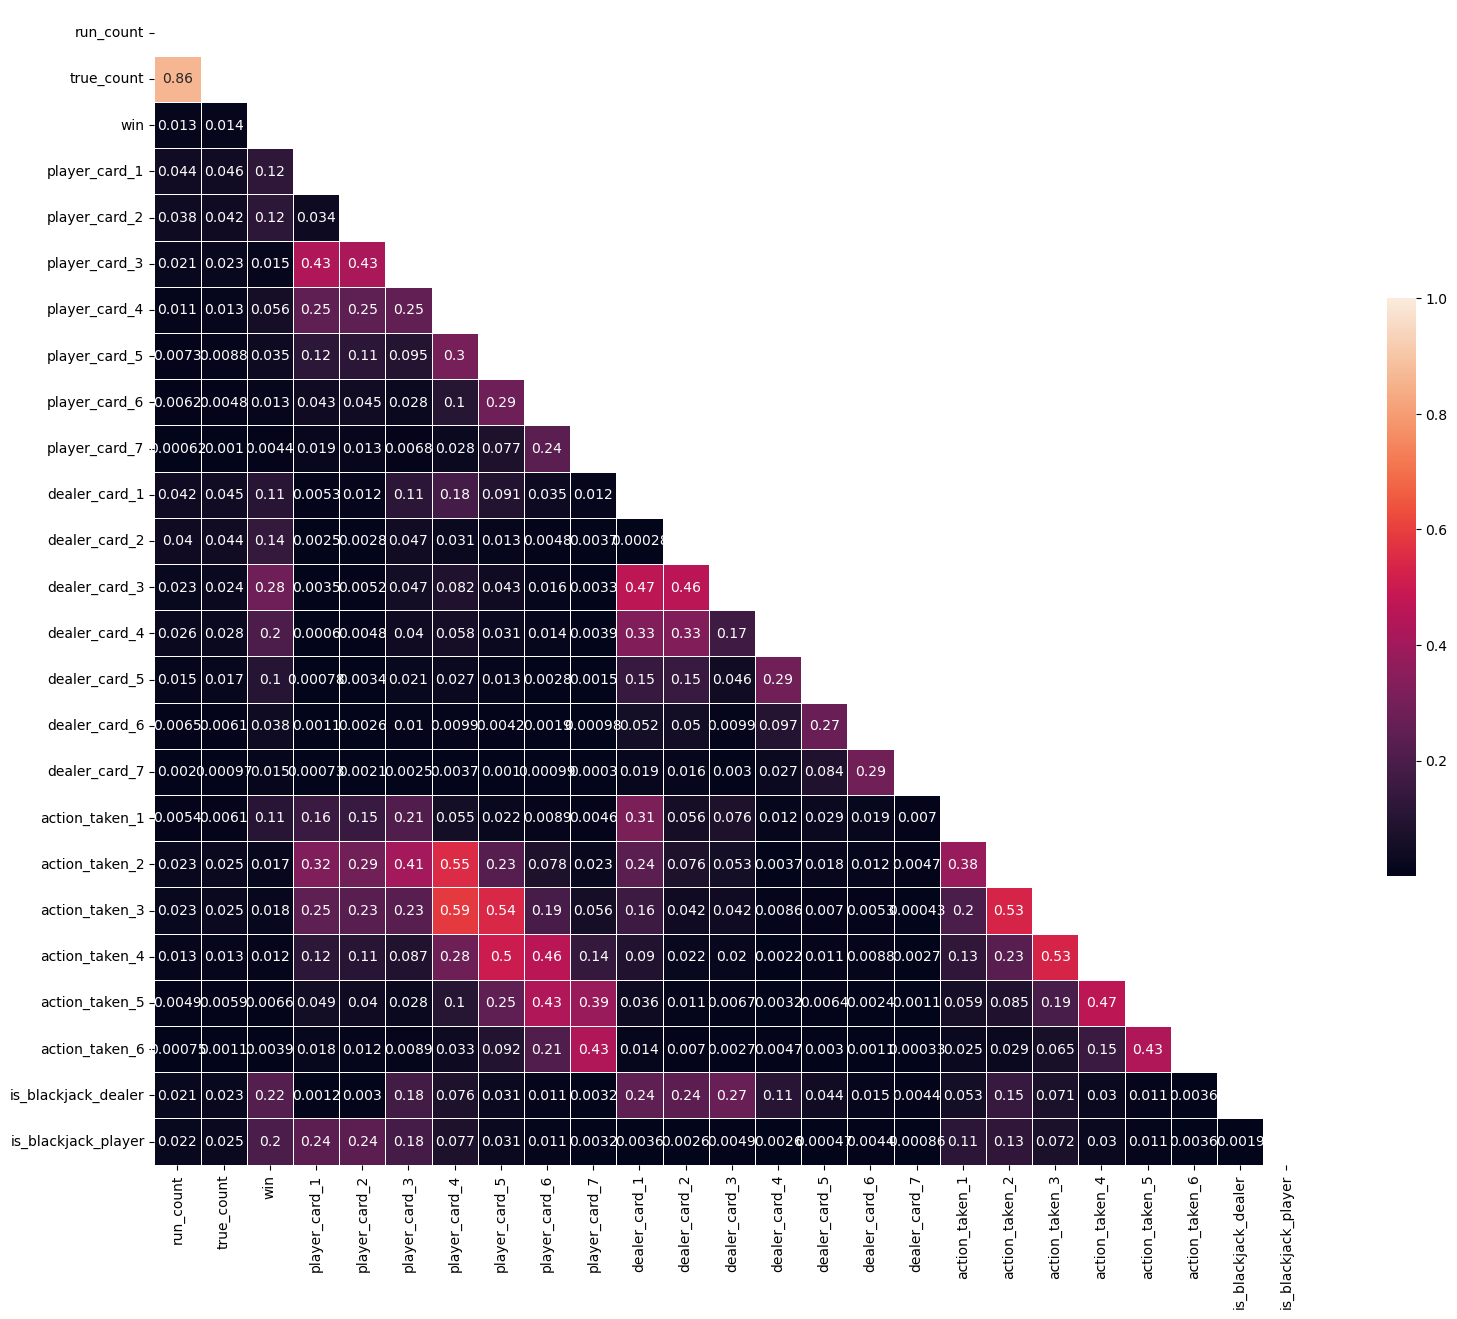 run_count
true_count 0.86
win 0.013 0.014
player_card_1 0.044 0.046 0.12
player_card_2 0.038 0.042 0.12 0.034
player_card_3 0.021 0.023 0.015 0.43 0.43
player_card_4 0.011 0.013 0.056 0.25 0.25 0.25
1.0
player_card_5 0.0073 0.0088 0.035 0.12 0.11 0.095 0.3
player_card_6 0.0062 0.0048 0.013 0.043 0.045 0.028 0.1 0.29
0.8
player_card_7 0.00062 0.001 0.0044 0.019 0.013 0.0068 0.028 0.077 0.24
dealer_card_1 0.042 0.045 0.11 0.0053 0.012 0.11 0.18 0.091 0.035 0.012
0.6
dealer_card_2 0.04 0.044 0.14 0.0025 0.0028 0.047 0.031 0.013 0.0048 0.0037 0.00028
dealer_card_3 0.023 0.024 0.28 0.0035 0.0052 0.047 0.082 0.043 0.016 0.0033 0.47 0.46
dealer_card_4 0.026 0.028 0.2 0.0006 0.0048 0.04 0.058 0.031 0.014 0.0039 0.33 0.33 0.17
0.4
dealer_card_5 0.015 0.017 0.1 0.00078 0.0034 0.021 0.027 0.013 0.0028 0.0015 0.15 0.15 0.046 0.29
dealer_card_6 0.0065 0.0061 0.038 0.0011 0.0026 0.01 0.0099 0.0042 0.0019 0.00098 0.052 0.05 0.0099 0.097 0.27
0.2
dealer_card_7 0.002 0.00097 0.015 0.00073 0.0021 0.0025 0.0037 0.001 0.00099 0.0003 0.019 0.016 0.003 0.027 0.084 0.29
action_taken_1 0.0054 0.0061 0.11 0.16 0.15 0.21 0.055 0.022 0.0089 0.0046 0.31 0.056 0.076 0.012 0.029 0.019 0.007
action_taken_2 0.023 0.025 0.017 0.32 0.29 0.41 0.55 0.23 0.078 0.023 0.24 0.076 0.053 0.0037 0.018 0.012 0.0047 0.38
action_taken_3 0.023 0.025 0.018 0.25 0.23 0.23 0.59 0.54 0.19 0.056 0.16 0.042 0.042 0.0086 0.007 0.0053 0.00043 0.2 0.53
action_taken_4 0.013 0.013 0.012 0.12 0.11 0.087 0.28 0.5 0.46 0.14 0.09 0.022 0.02 0.0022 0.011 0.0088 0.0027 0.13 0.23 0.53
action_taken_5 0.0049 0.0059 0.0066 0.049 0.04 0.028 0.1 0.25 0.43 0.39 0.036 0.011 0.0067 0.0032 0.0064 0.0024 0.0011 0.059 0.085 0.19 0.47
action_taken_6 0.00075 0.0011 0.0039 0.018 0.012 0.0089 0.033 0.092 0.21 0.43 0.014 0.007 0.0027 0.0047 0.003 0.0011 0.00033 0.025 0.029 0.065 0.15 0.43
is_blackjack_dealer 0.021 0.023 0.22 0.0012 0.003 0.18 0.076 0.031 0.011 0.0032 0.24 0.24 0.27 0.11 0.044 0.015 0.0044 0.053 0.15 0.071 0.03 0.011 0.0036
is_blackjack_player 0.022 0.025 0.2 0.24 0.24 0.18 0.077 0.031 0.011 0.0032 0.0036 0.0026 0.0049 0.0026 0.00047 0.0044 0.00086 0.11 0.13 0.072 0.03 0.011 0.0036 0.0019
run_count
true_count
win
player_card_1
player_card_2
player_card_3
player_card_4
player_card_5
player_card_6
player_card_7
dealer_card_1
dealer_card_2
dealer_card_3
dealer_card_4
dealer_card_5
dealer_card_6
dealer_card_7
action_taken_1
action_taken_2
action_taken_3
action_taken_4
action_taken_5
action_taken_6
is_blackjack_dealer
is_blackjack_player